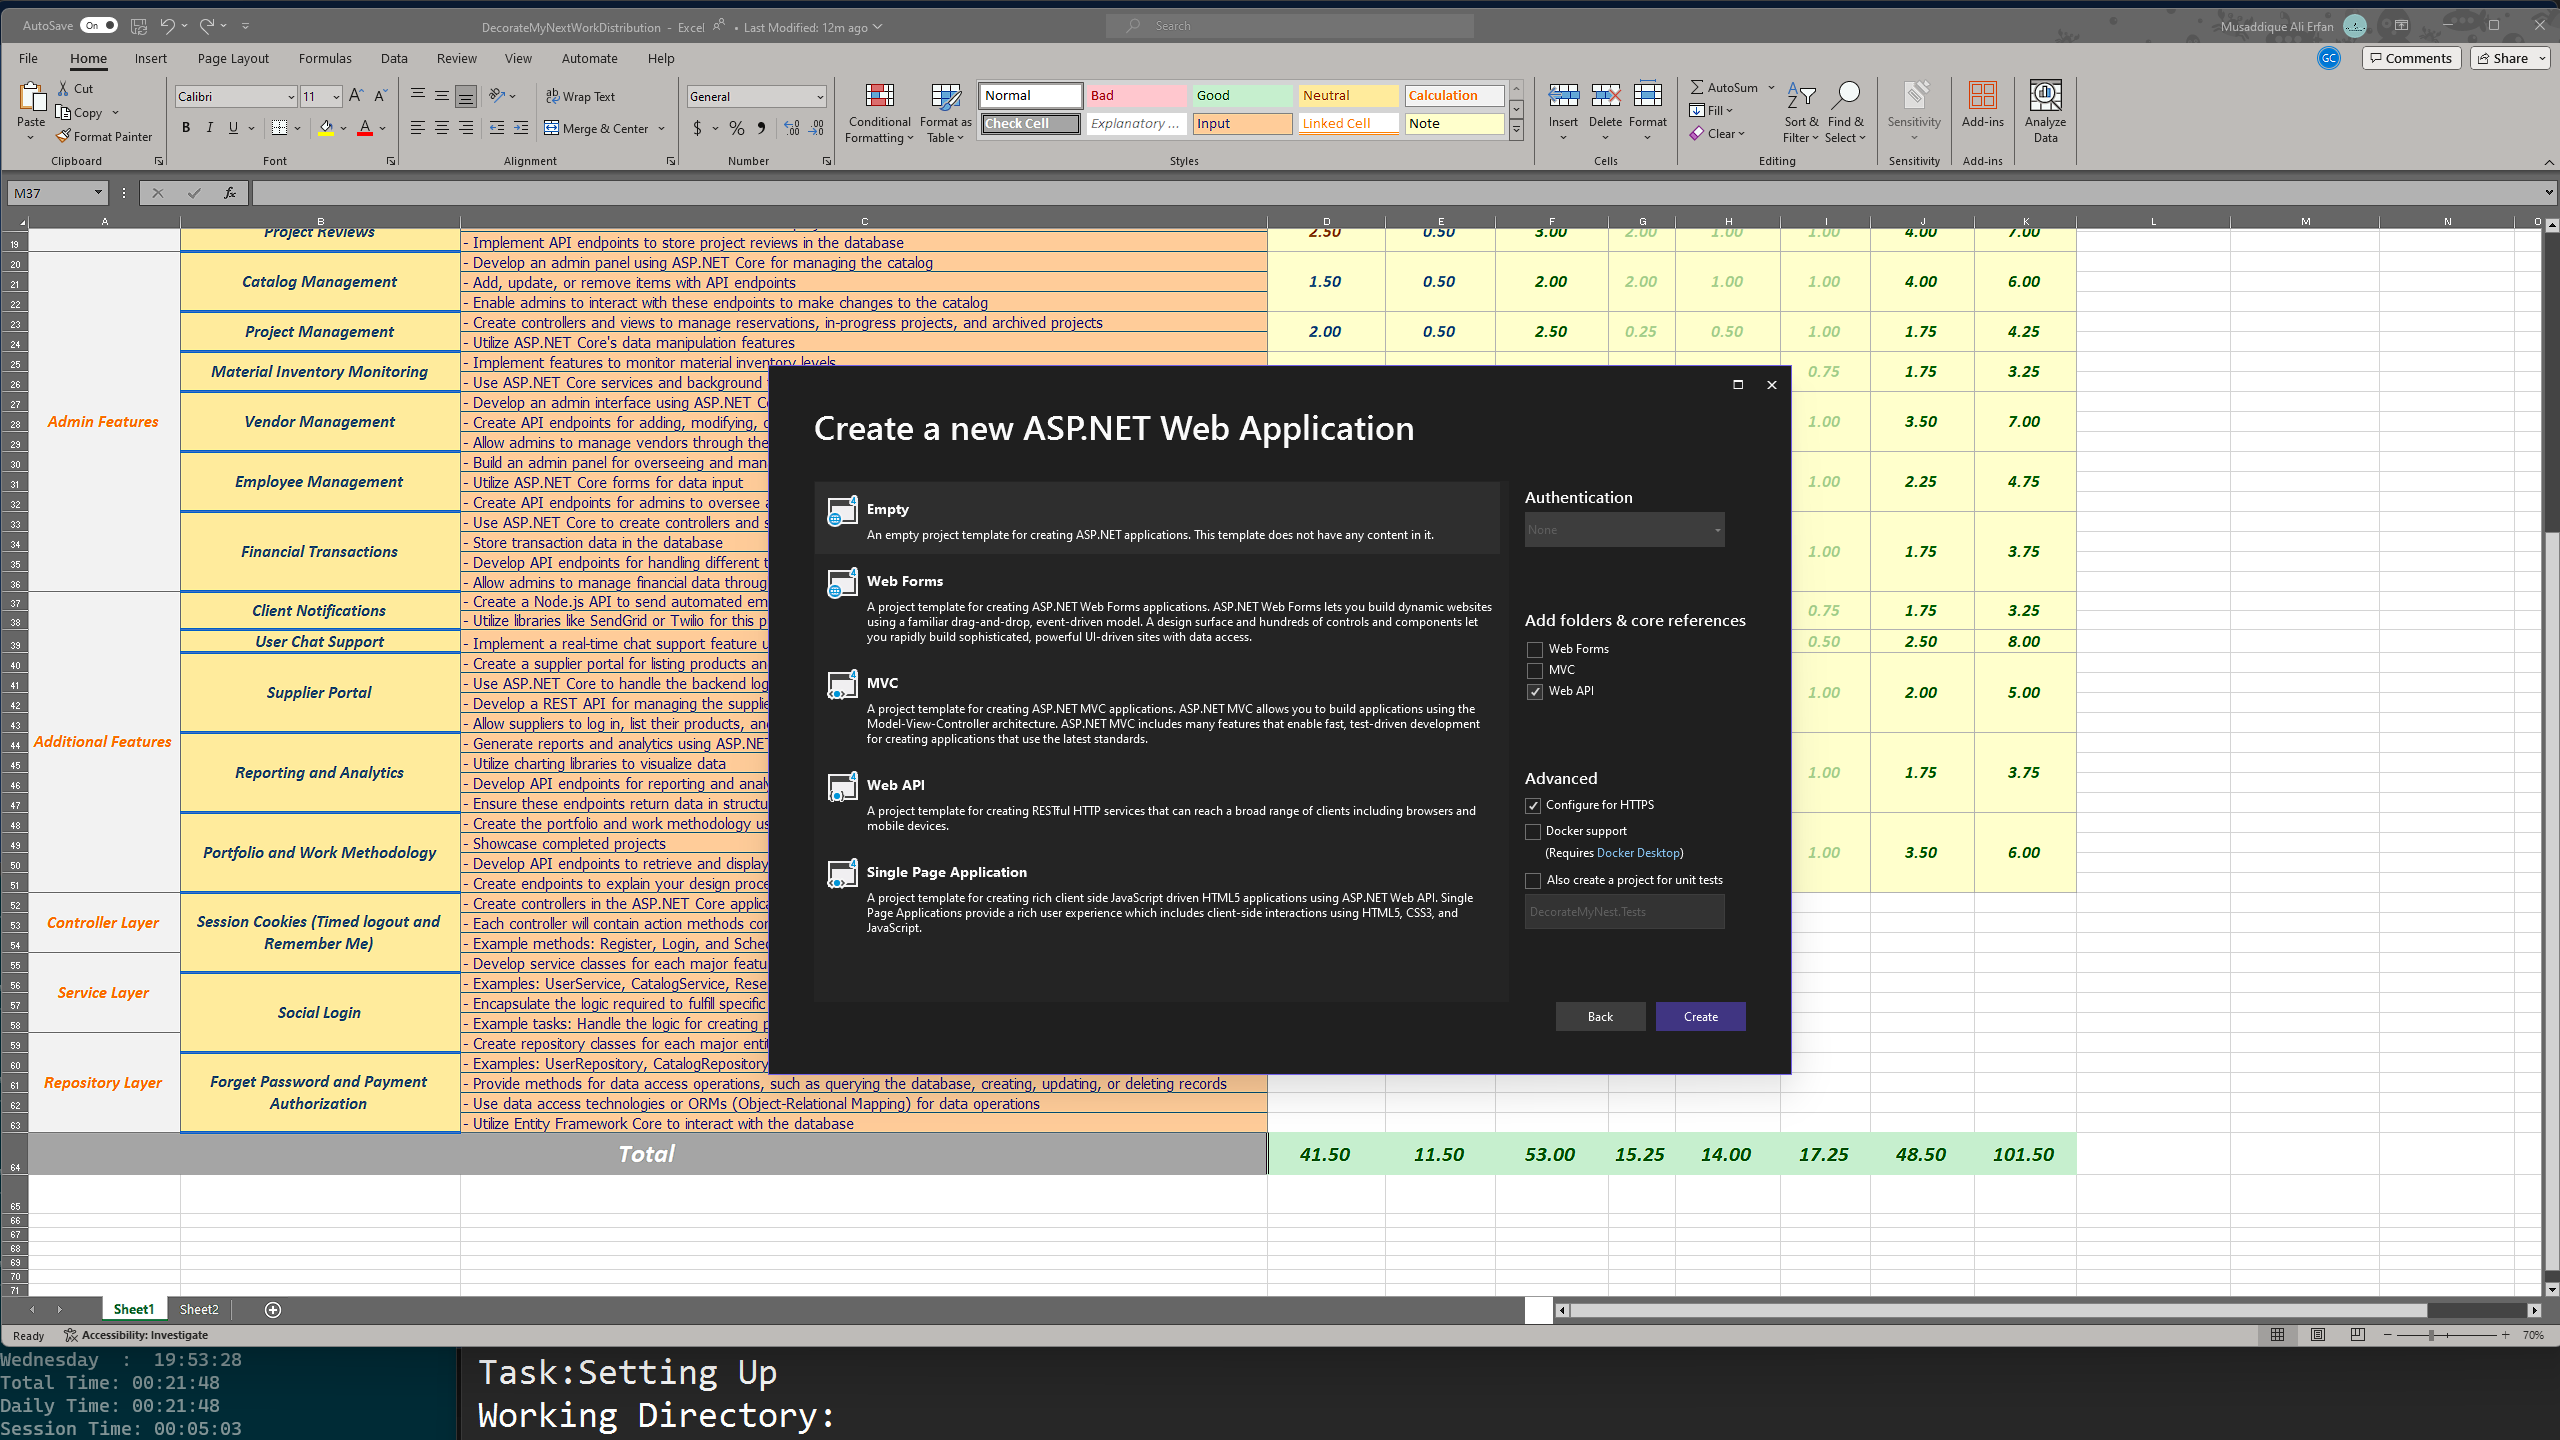 AutoSave On DecorateMyNextWorkDistribution - Excel • Last Modified: 12m ago Search Musaddique Ali Erfan
File Home Insert Page Layout Formulas Data Review View Automate Help GC Comments Share
Paste Cut Copy Format Painter Clipboard
Calibri 11 B I U Font
Wrap Text Merge & Center Alignment
General $ % Number
Conditional Formatting Format as Table
Normal Bad Good Neutral Calculation
Check Cell Explanatory ... Input Linked Cell Note
Styles
Insert Delete Format Cells
AutoSum Fill Clear Sort & Filter Find & Select Editing
Sensitivity Sensitivity
Add-ins Add-ins
Analyze Data
M37 fx
A B C D E F G H I J K L M N O
Project Reviews 2.50 0.50 3.00 2.00 1.00 1.00 4.00 7.00
19 - Implement API endpoints to store project reviews in the database
20 - Develop an admin panel using ASP.NET Core for managing the catalog
21 Catalog Management - Add, update, or remove items with API endpoints 1.50 0.50 2.00 2.00 1.00 1.00 4.00 6.00
22 - Enable admins to interact with these endpoints to make changes to the catalog
23 - Create controllers and views to manage reservations, in-progress projects, and archived projects
Project Management 2.00 0.50 2.50 0.25 0.50 1.00 1.75 4.25
24 - Utilize ASP.NET Core's data manipulation features
25 - Implement features to monitor material inventory levels
Material Inventory Monitoring 0.75 1.75 3.25
26 - Use ASP.NET Core services and background
27 - Develop an admin interface using ASP.NET
28 Admin Features Vendor Management - Create API endpoints for adding, modifying, 1.00 3.50 7.00
29 - Allow admins to manage vendors through the
30 - Build an admin panel for overseeing and
31 Employee Management - Utilize ASP.NET Core forms for data input 1.00 2.25 4.75
32 - Create API endpoints for admins to oversee
33 - Use ASP.NET Core to create controllers and
34 - Store transaction data in the database
Financial Transactions 1.00 1.75 3.75
35 - Develop API endpoints for handling different
36 - Allow admins to manage financial data
37 - Create a Node.js API to send automated
Client Notifications 0.75 1.75 3.25
38 - Utilize libraries like SendGrid or Twilio for this
39 User Chat Support - Implement a real-time chat support feature 0.50 2.50 8.00
40 - Create a supplier portal for listing products
41 - Use ASP.NET Core to handle the backend
Supplier Portal 1.00 2.00 5.00
42 - Develop a REST API for managing the
43 - Allow suppliers to log in, list their products,
44 Additional Features - Generate reports and analytics using
45 - Utilize charting libraries to visualize data
Reporting and Analytics 1.00 1.75 3.75
46 - Develop API endpoints for reporting and
47 - Ensure these endpoints return data in
48 - Create the portfolio and work methodology
49 - Showcase completed projects
Portfolio and Work Methodology 1.00 3.50 6.00
50 - Develop API endpoints to retrieve and display
51 - Create endpoints to explain your design
52 - Create controllers in the ASP.NET Core
53 Controller Layer Session Cookies (Timed logout and - Each controller will contain action methods
54 Remember Me) - Example methods: Register, Login, and
55 - Develop service classes for each major
56 Service Layer - Examples: UserService, CatalogService,
57 Social Login - Encapsulate the logic required to fulfill specific
58 - Example tasks: Handle the logic for creating
59 - Create repository classes for each major
60 - Examples: UserRepository, CatalogRepository
61 Repository Layer Forget Password and Payment - Provide methods for data access operations, such as querying the database, creating, updating, or deleting records
62 Authorization - Use data access technologies or ORMs (Object-Relational Mapping) for data operations
63 - Utilize Entity Framework Core to interact with the database
64 Total 41.50 11.50 53.00 15.25 14.00 17.25 48.50 101.50
65
66
67
68
69
70
71
Create a new ASP.NET Web Application
Empty
An empty project template for creating ASP.NET applications. This template does not have any content in it.
Web Forms
A project template for creating ASP.NET Web Forms applications. ASP.NET Web Forms lets you build dynamic websites
using a familiar drag-and-drop, event-driven model. A design surface and hundreds of controls and components let
you rapidly build sophisticated, powerful UI-driven sites with data access.
MVC
A project template for creating ASP.NET MVC applications. ASP.NET MVC allows you to build applications using the
Model-View-Controller architecture. ASP.NET MVC includes many features that enable fast, test-driven development
for creating applications that use the latest standards.
Web API
A project template for creating RESTful HTTP services that can reach a broad range of clients including browsers and
mobile devices.
Single Page Application
A project template for creating rich client side JavaScript driven HTML5 applications using ASP.NET Web API. Single
Page Applications provide a rich user experience which includes client-side interactions using HTML5, CSS3, and
JavaScript.
Authentication
None
Add folders & core references
Web Forms
MVC
Web API
Advanced
Configure for HTTPS
Docker support
(Requires Docker Desktop)
Also create a project for unit tests
DecorateMyNest.Tests
Back Create
Sheet1 Sheet2
Ready Accessibility: Investigate 70%
Wednesday : 19:53:28
Total Time: 00:21:48
Daily Time: 00:21:48
Session Time: 00:05:03
Task:Setting Up
Working Directory: